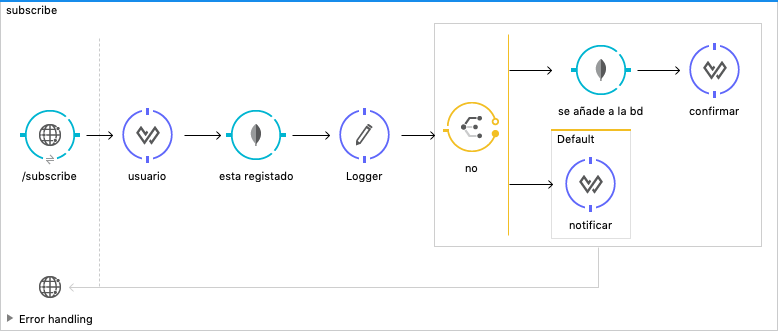 subscribe
/subscribe
usuario
esta registado
Logger
no
se añade a la bd
confirmar
Default
notificar
Error handling